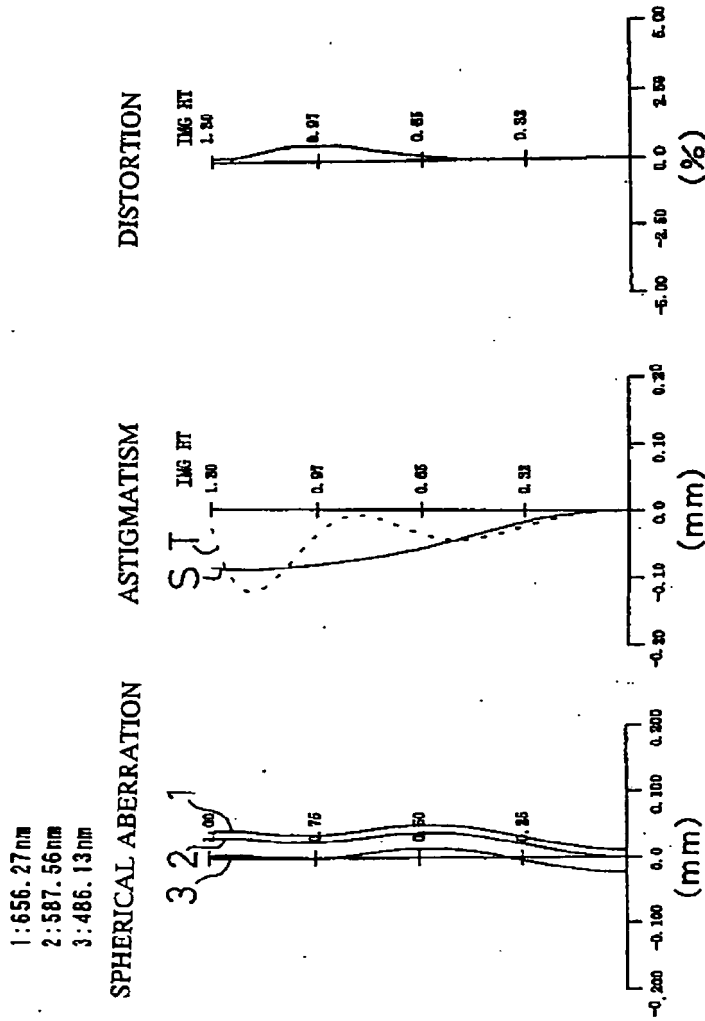 1:656.27nm
2:587.56nm
3:486.13nm
SPHERICAL ABERRATION
3 2 1
1.00
0.75
0.50
0.25
-0.200 -0.100 0.0 0.100 0.200
(mm)
ASTIGMATISM
S T
IMG HT
1.30
0.97
0.65
0.32
-0.20 -0.10 0.0 0.10 0.20
(mm)
DISTORTION
IMG HT
1.30
0.97
0.65
0.32
-5.00 -2.50 0.0 2.50 5.00
(%)